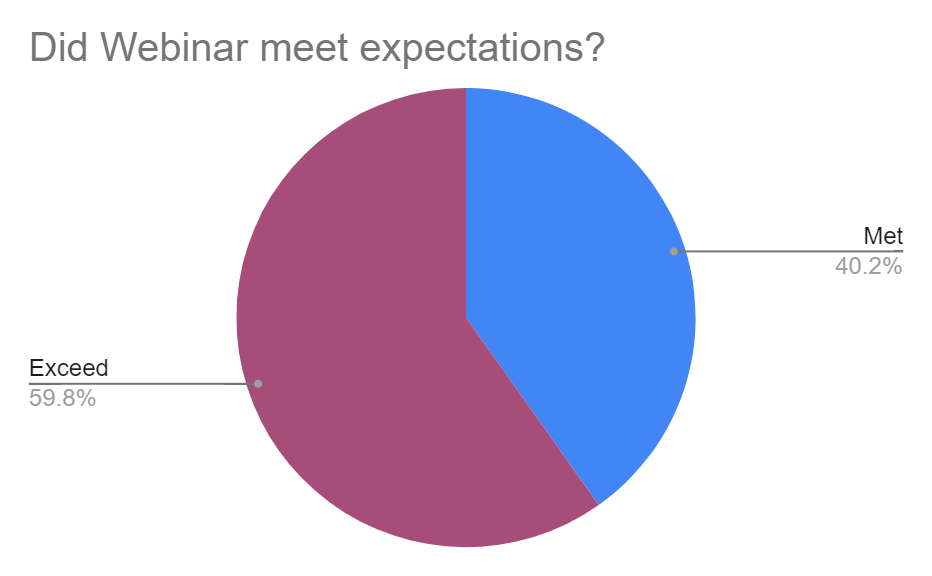 Did Webinar meet expectations?
Met
40.2%
Exceed
59.8%